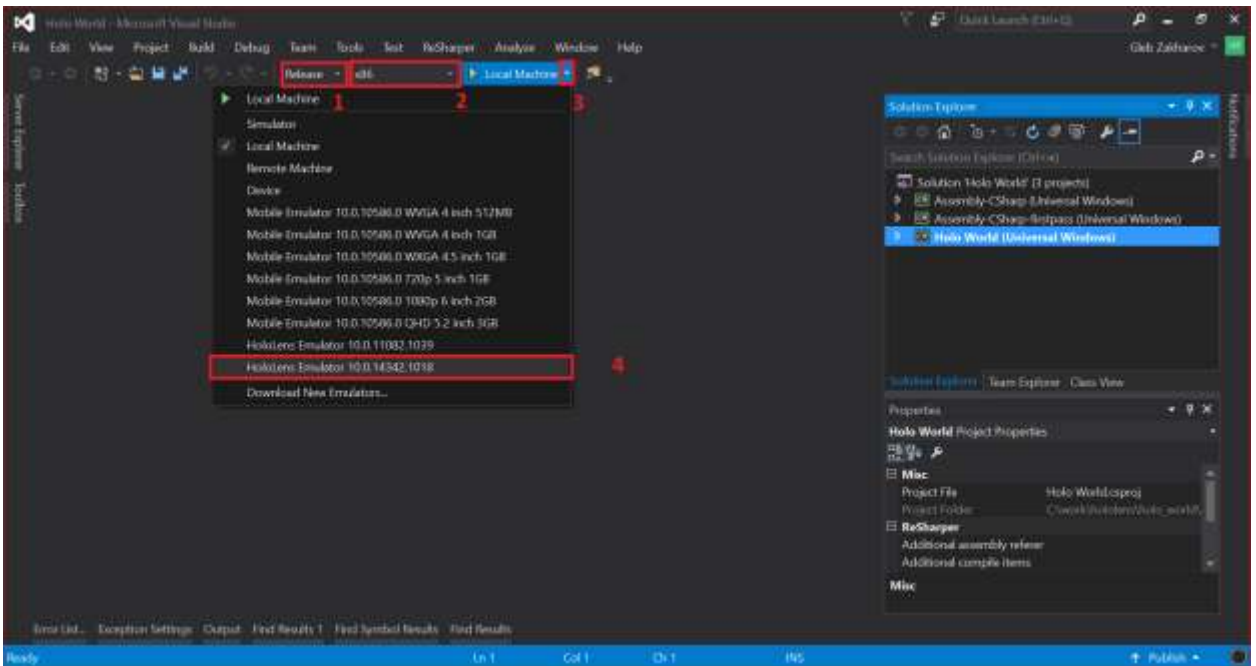 Holo World - Microsoft Visual Studio
Quick Launch (Ctrl+Q)
File Edit View Project Build Debug Team Tools Test ReSharper Analyze Window Help
Gleb Zakharov
Release x86 Local Machine
1 2 3
Server Explorer
Toolbox
Local Machine
Simulator
Local Machine
Remote Machine
Device
Mobile Emulator 10.0.10586.0 WVGA 4 inch 512MB
Mobile Emulator 10.0.10586.0 WVGA 4 inch 1GB
Mobile Emulator 10.0.10586.0 WXGA 4.5 inch 1GB
Mobile Emulator 10.0.10586.0 720p 5 inch 1GB
Mobile Emulator 10.0.10586.0 1080p 6 inch 2GB
Mobile Emulator 10.0.10586.0 QHD 5.2 inch 3GB
HoloLens Emulator 10.0.11082.1039
HoloLens Emulator 10.0.14342.1018
4
Download New Emulators...
Solution Explorer
Search Solution Explorer (Ctrl+ж)
Solution 'Holo World' (3 projects)
Assembly-CSharp (Universal Windows)
Assembly-CSharp-firstpass (Universal Windows)
Holo World (Universal Windows)
Solution Explorer Team Explorer Class View
Notifications
Properties
Holo World Project Properties
Misc
Project File Holo World.csproj
Project Folder C:\work\hololens\holo_world\
ReSharper
Additional assembly referer
Additional compile items
Misc
Error List... Exception Settings Output Find Results 1 Find Symbol Results Find Results
Ready Ln 1 Col 1 Ch 1 INS Publish